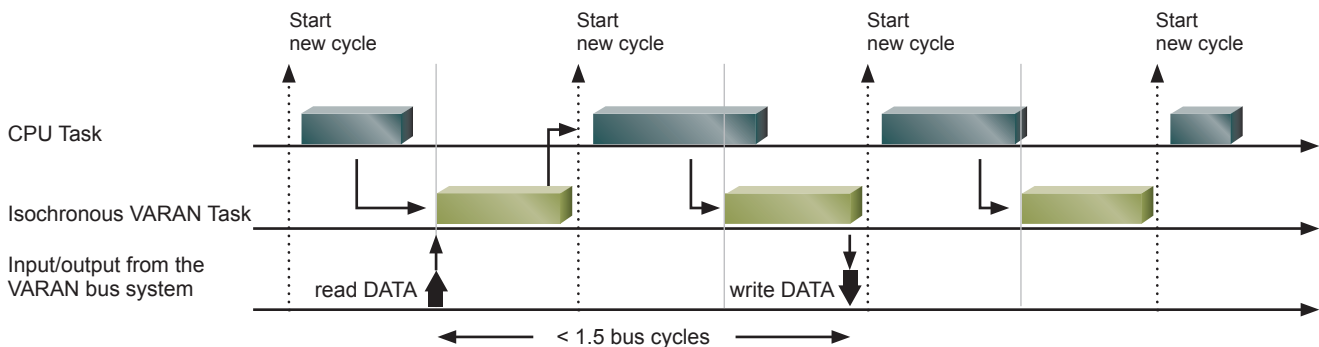 Start
new cycle
Start
new cycle
Start
new cycle
Start
new cycle
CPU Task
Isochronous VARAN Task
Input/output from the
VARAN bus system
read DATA
write DATA
< 1.5 bus cycles